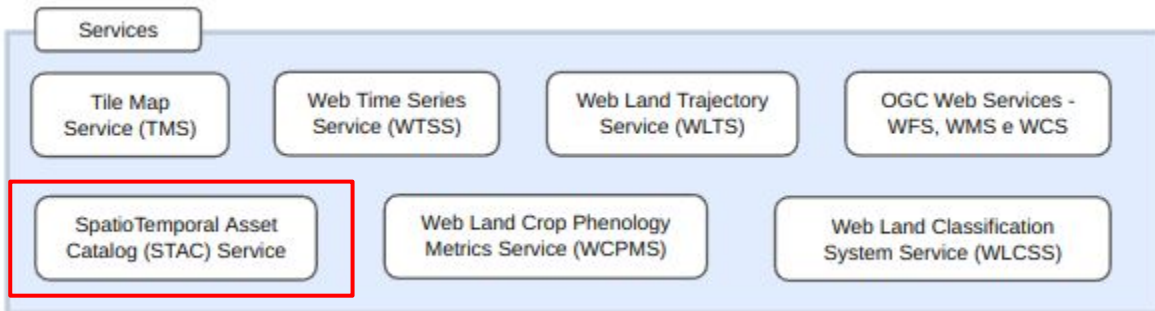 Services
Tile Map
Service (TMS)
Web Time Series
Service (WTSS)
Web Land Trajectory
Service (WLTS)
OGC Web Services -
WFS, WMS e WCS
SpatioTemporal Asset
Catalog (STAC) Service
Web Land Crop Phenology
Metrics Service (WCPMS)
Web Land Classification
System Service (WLCSS)